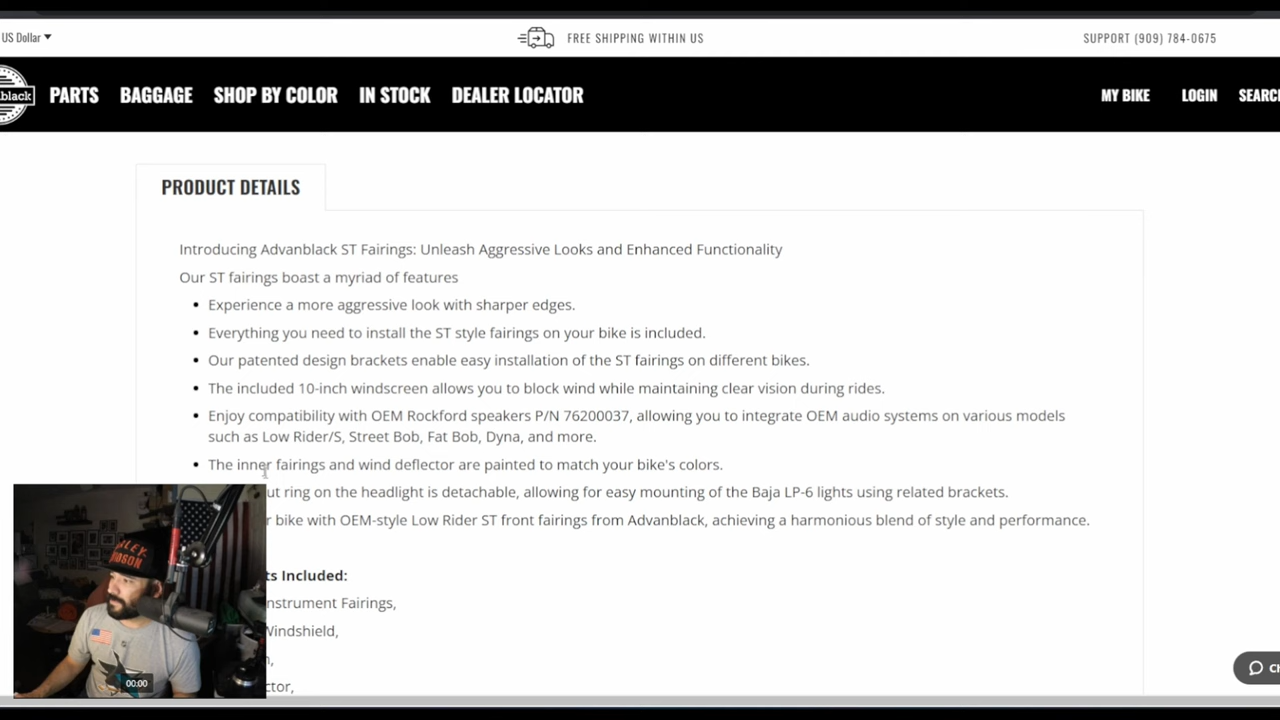 US Dollar
FREE SHIPPING WITHIN US
SUPPORT (909) 784-0675
black
PARTS
BAGGAGE
SHOP BY COLOR
IN STOCK
DEALER LOCATOR
MY BIKE
LOGIN
SEARC
PRODUCT DETAILS
Introducing Advanblack ST Fairings: Unleash Aggressive Looks and Enhanced Functionality
Our ST fairings boast a myriad of features
Experience a more aggressive look with sharper edges.
Everything you need to install the ST style fairings on your bike is included.
Our patented design brackets enable easy installation of the ST fairings on different bikes.
The included 10-inch windscreen allows you to block wind while maintaining clear vision during rides.
Enjoy compatibility with OEM Rockford speakers P/N 76200037, allowing you to integrate OEM audio systems on various models
such as Low Rider/S, Street Bob, Fat Bob, Dyna, and more.
The inner fairings and wind deflector are painted to match your bike's colors.
ut ring on the headlight is detachable, allowing for easy mounting of the Baja LP-6 lights using related brackets.
r bike with OEM-style Low Rider ST front fairings from Advanblack, achieving a harmonious blend of style and performance.
ts Included:
nstrument Fairings,
Windshield,
ctor,
00:00